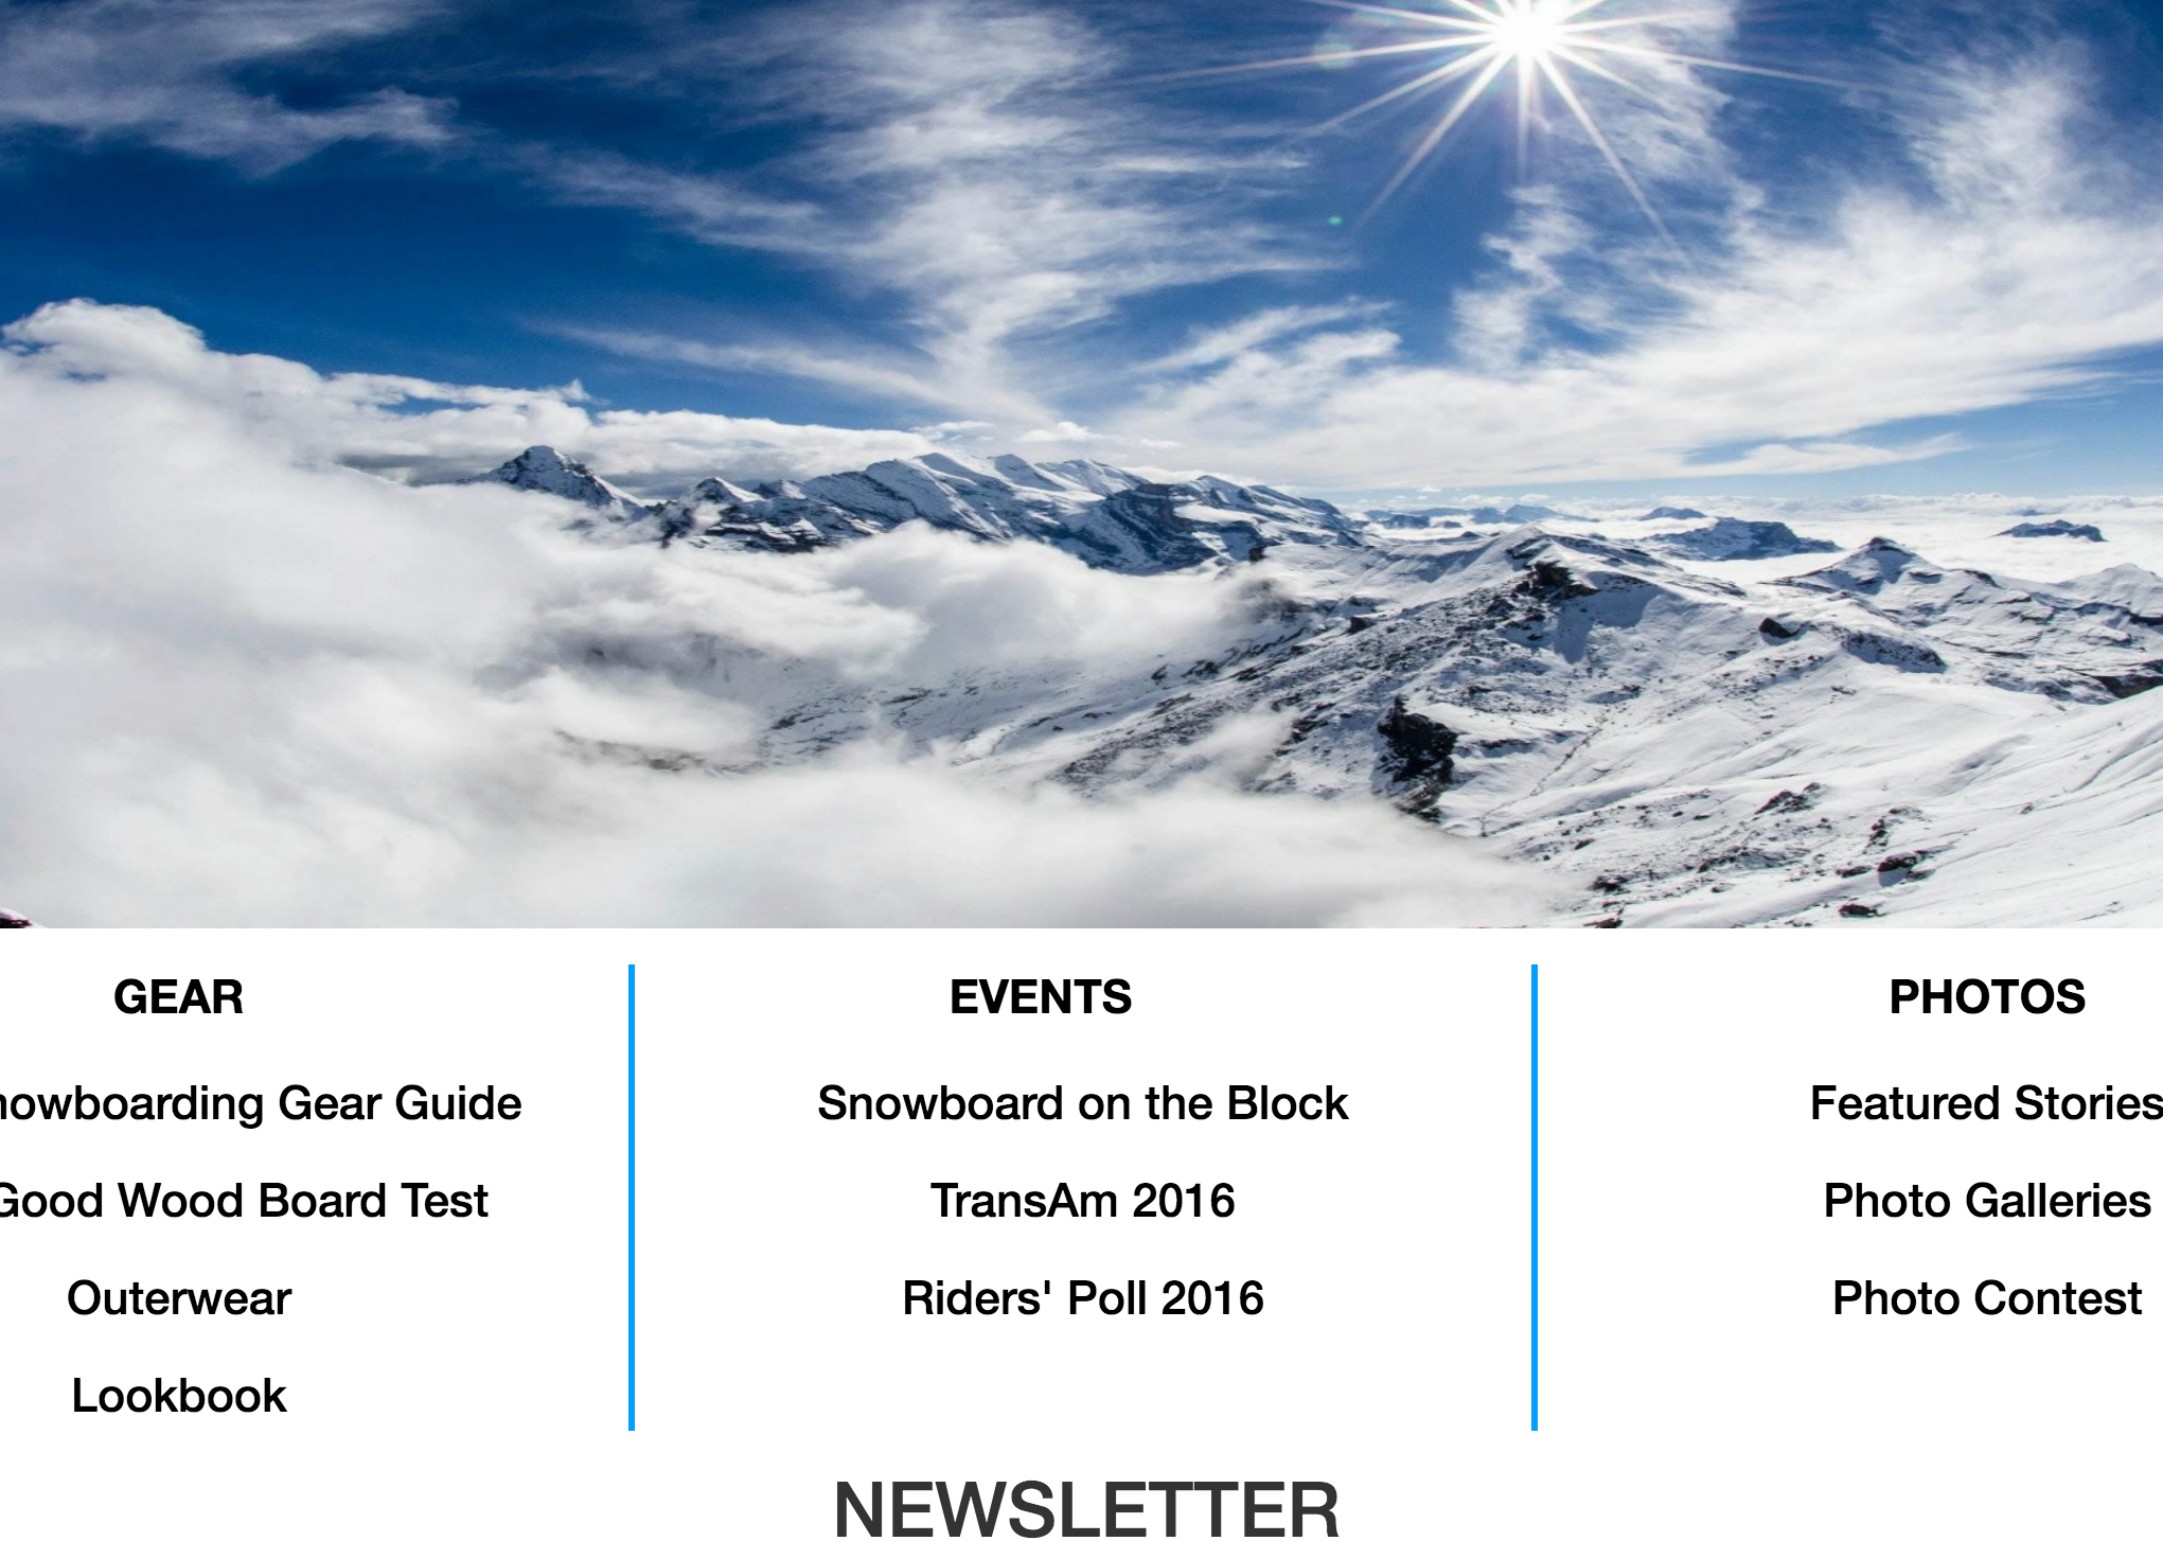 GEAR
nowboarding Gear Guide
Good Wood Board Test
Outerwear
Lookbook
EVENTS
Snowboard on the Block
TransAm 2016
Riders' Poll 2016
PHOTOS
Featured Stories
Photo Galleries
Photo Contest
NEWSLETTER